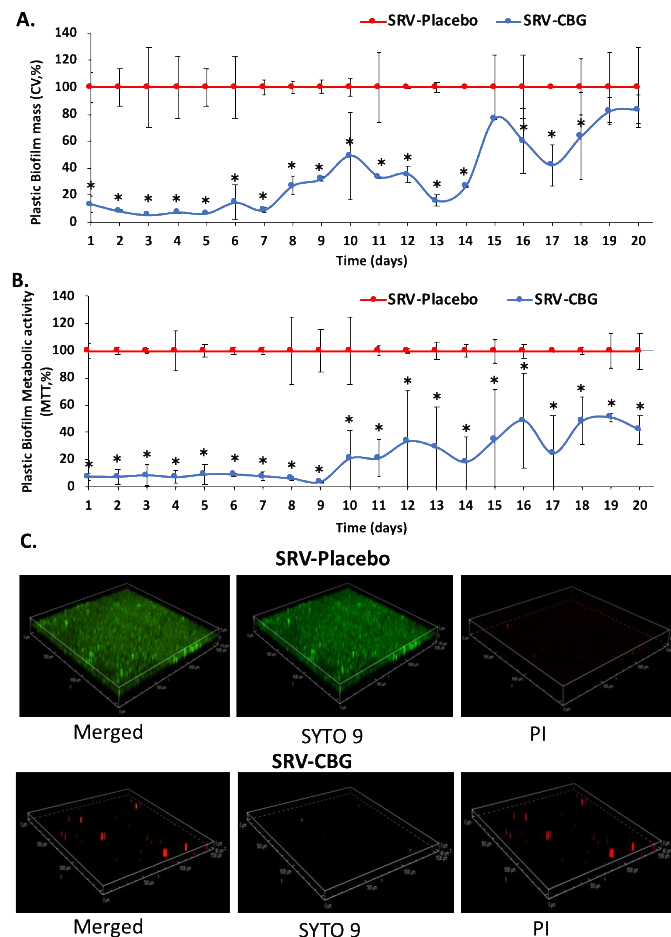 A.
SRV-Placebo SRV-CBG
Plastic Biofilm mass (CV,%)
140
120
100
80
60
40
20
0
* * * * * * * * * * * * * * * * *
1 2 3 4 5 6 7 8 9 10 11 12 13 14 15 16 17 18 19 20
Time (days)
B.
SRV-Placebo SRV-CBG
Plastic Biofilm Metabolic activity
(MTT,%)
140
120
100
80
60
40
20
0
* * * * * * * * * * * * * * * * * * * *
1 2 3 4 5 6 7 8 9 10 11 12 13 14 15 16 17 18 19 20
Time (days)
C.
SRV-Placebo
Merged SYTO 9 PI
SRV-CBG
Merged SYTO 9 PI